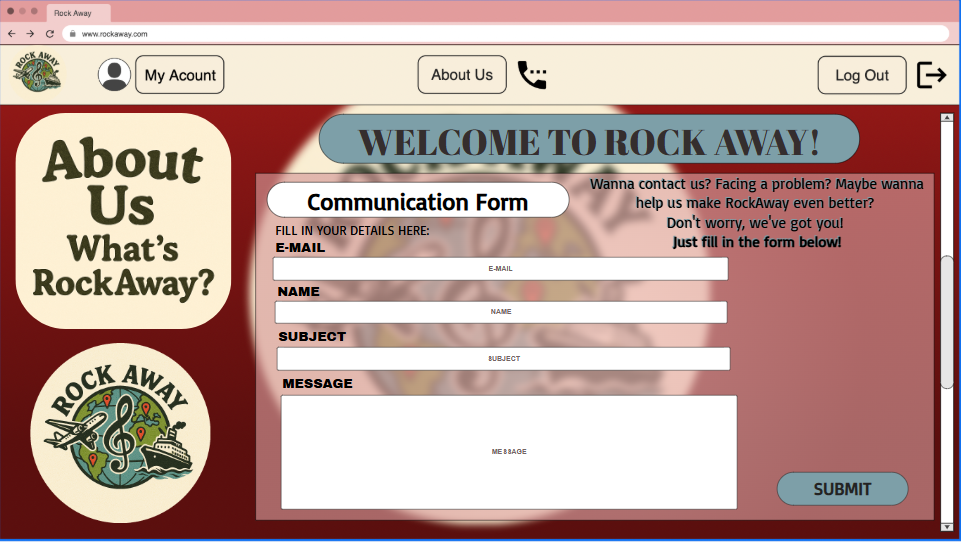 Rock Away
www.rockaway.com
ROCK AWAY
My Acount
About Us
Log Out
About
Us
What's
RockAway?
WELCOME TO ROCK AWAY!
Communication Form
Wanna contact us? Facing a problem? Maybe wanna
help us make RockAway even better?
Don't worry, we've got you!
Just fill in the form below!
FILL IN YOUR DETAILS HERE:
E-MAIL
E-MAIL
NAME
NAME
SUBJECT
SUBJECT
MESSAGE
MESSAGE
SUBMIT
ROCK AWAY